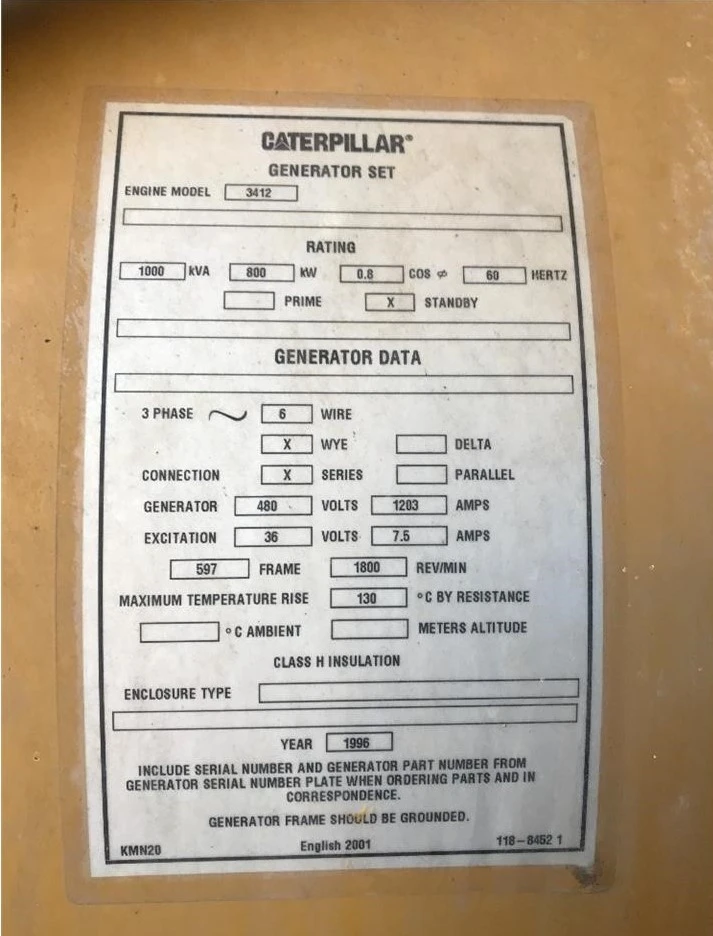 CATERPILLAR®
GENERATOR SET
ENGINE MODEL 3412
RATING
1000 kVA 800 kW 0.8 COS ⌀ 60 HERTZ
PRIME X STANDBY
GENERATOR DATA
3 PHASE ~ 6 WIRE
X WYE DELTA
CONNECTION X SERIES PARALLEL
GENERATOR 480 VOLTS 1203 AMPS
EXCITATION 36 VOLTS 7.5 AMPS
597 FRAME 1800 REV/MIN
MAXIMUM TEMPERATURE RISE 130 °C BY RESISTANCE
°C AMBIENT METERS ALTITUDE
CLASS H INSULATION
ENCLOSURE TYPE
YEAR 1996
INCLUDE SERIAL NUMBER AND GENERATOR PART NUMBER FROM
GENERATOR SERIAL NUMBER PLATE WHEN ORDERING PARTS AND IN
CORRESPONDENCE.
GENERATOR FRAME SHOULD BE GROUNDED.
KMN20 English 2001 118-8452 1